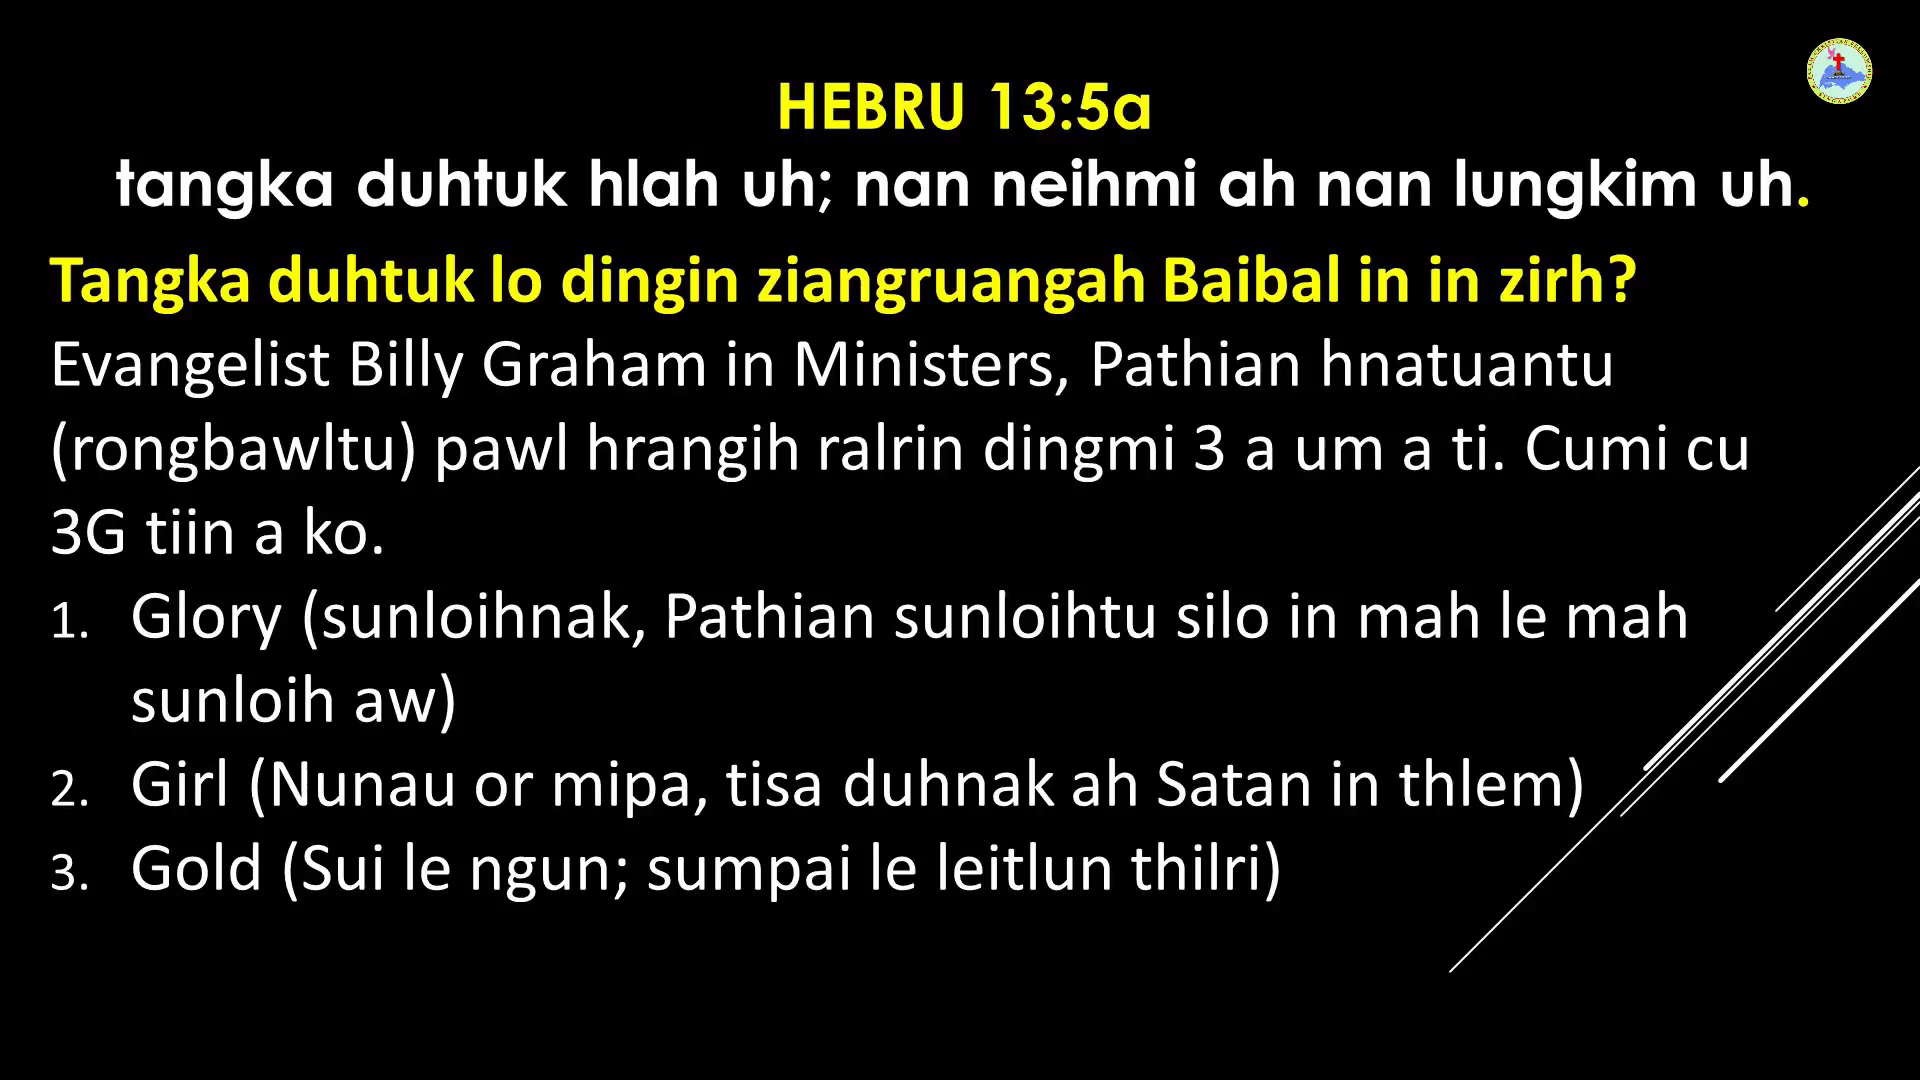 HEBRU 13:5a
ṭangka duhṭuk hlah uh; nan neihmi ah nan lungkim uh.
Tangka duhtuk lo dingin ziangruangah Baibal in in zirh?
Evangelist Billy Graham in Ministers, Pathian hnatuantu
(rongbawltu) pawl hrangih ralrin dingmi 3 a um a ti. Cumi cu
3G tiin a ko.
1. Glory (sunloihnak, Pathian sunloihtu silo in mah le mah
sunloih aw)
2. Girl (Nunau or mipa, tisa duhnak ah Satan in thlem)
3. Gold (Sui le ngun; sumpai le leitlun thilri)